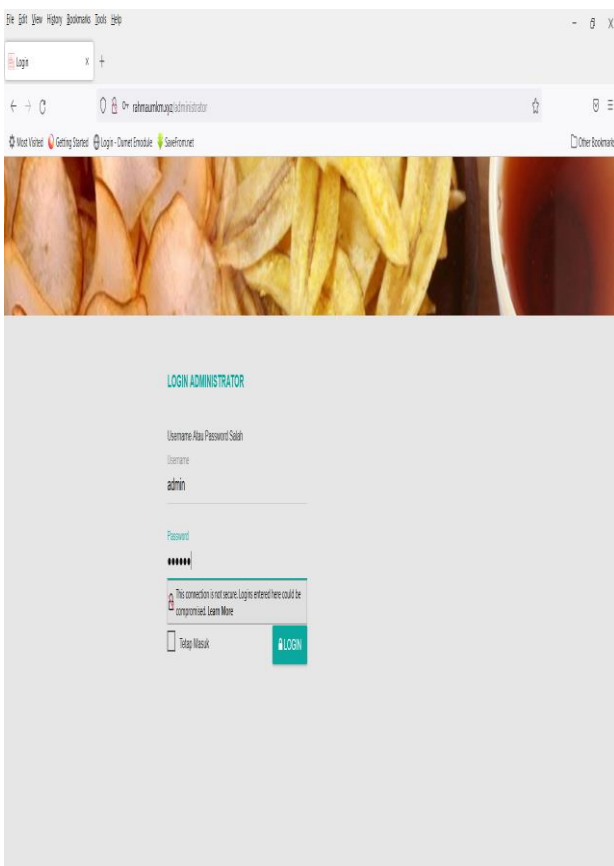 File Edit View History Bookmarks Tools Help
Login
/administrator
Most Visited Getting Started Login - Dumet Emodule SaveFrom.net Other Bookmarks
LOGIN ADMINISTRATOR
Username Atau Password Salah
Username
admin
Password
This connection is not secure. Logins entered here could be
compromised. Learn More
Tetap Masuk LOGIN